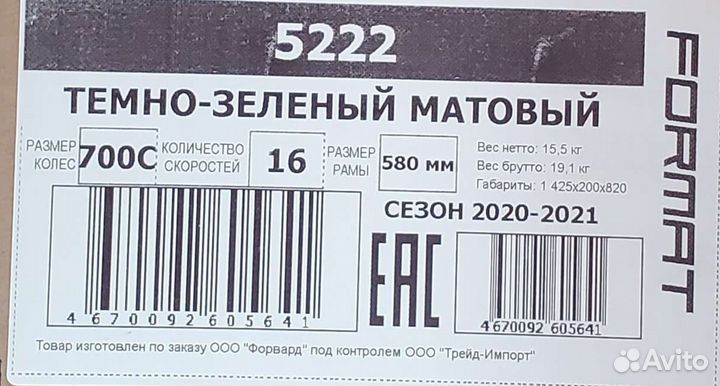 5222
FORMAT
ТЕМНО-ЗЕЛЕНЫЙ МАТОВЫЙ
РАЗМЕР КОЛЕС 700C КОЛИЧЕСТВО СКОРОСТЕЙ 16 РАЗМЕР РАМЫ 580 мм
Вес нетто: 15,5 кг
Вес брутто: 19,1 кг
Габариты: 1 425x200x820
СЕЗОН 2020-2021
EAC
4670092605641
4 670092 605641
Товар изготовлен по заказу ООО "Форвард" под контролем ООО "Трейд-Импорт"
Avito